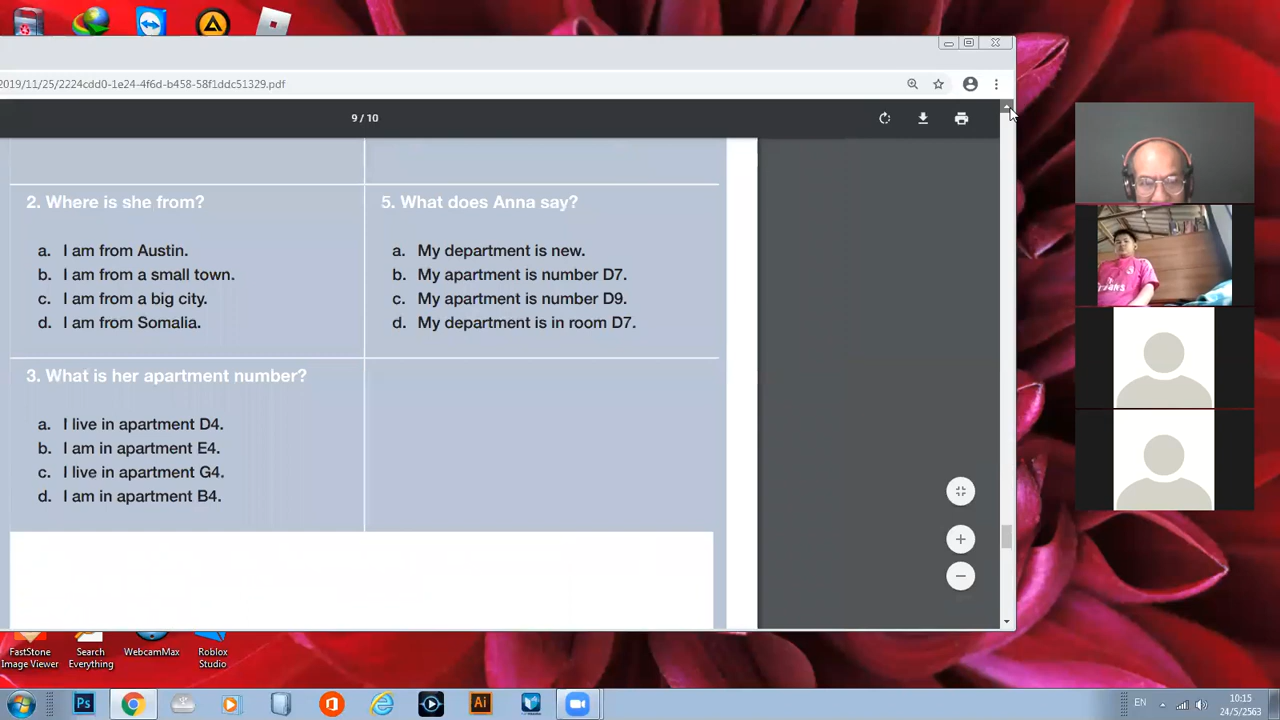 2019/11/25/2224cdd0-1e24-4f6d-b458-58f1ddc51329.pdf
9 / 10
2. Where is she from?
a. I am from Austin.
b. I am from a small town.
c. I am from a big city.
d. I am from Somalia.
5. What does Anna say?
a. My department is new.
b. My apartment is number D7.
c. My apartment is number D9.
d. My department is in room D7.
3. What is her apartment number?
a. I live in apartment D4.
b. I am in apartment E4.
c. I live in apartment G4.
d. I am in apartment B4.
FastStone Image Viewer
Search Everything
WebcamMax
Roblox Studio
Ps
Ai
EN
10:15
24/5/2563